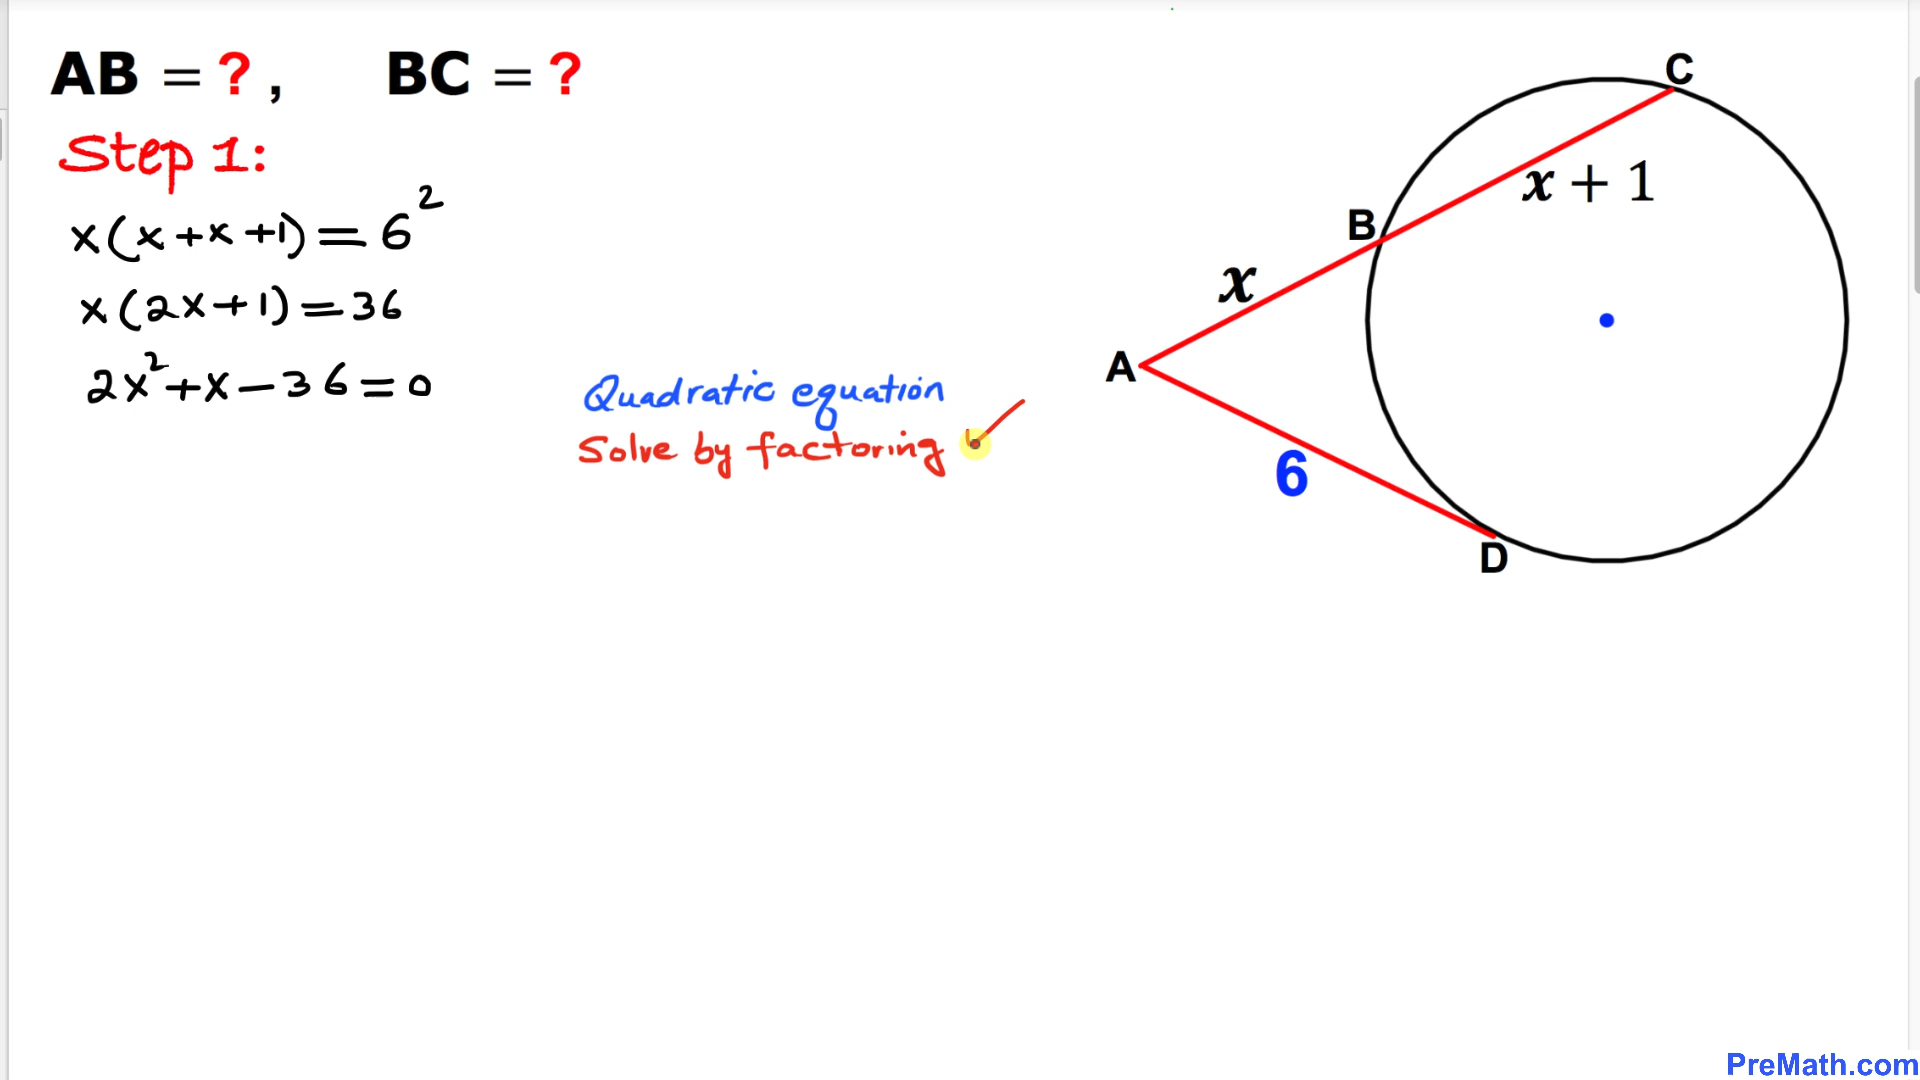 AB = ? , BC = ?
Step 1:
x(x+x+1) = 6²
x(2x+1) = 36
2x²+x-36=0
Quadratic equation
Solve by factoring
C
x + 1
B
x
A
6
D
PreMath.com